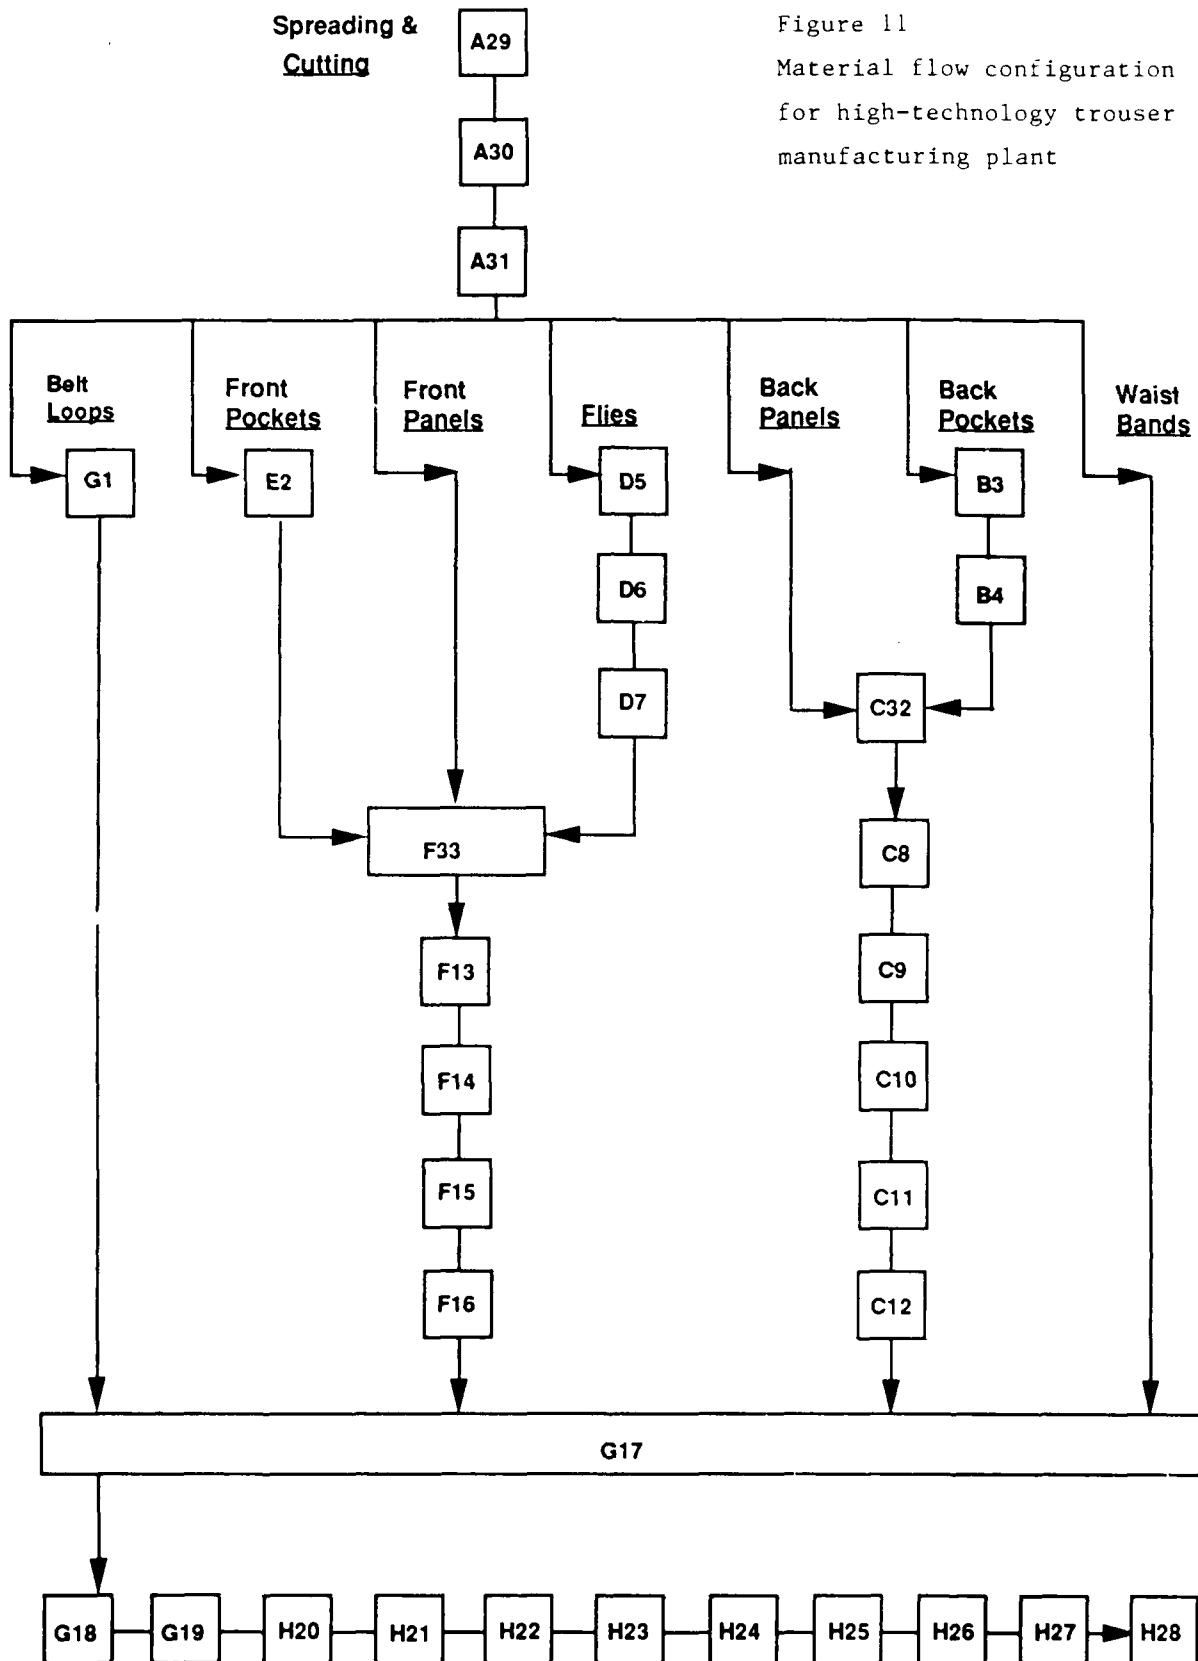 Spreading &
Cutting
Figure 11
Material flow configuration
for high-technology trouser
manufacturing plant
A29
A30
A31
Belt
Loops
Front
Pockets
Front
Panels
Flies
Back
Panels
Back
Pockets
Waist
Bands
G1
E2
D5
B3
D6
B4
D7
C32
F33
C8
F13
C9
F14
C10
F15
C11
F16
C12
G17
G18
G19
H20
H21
H22
H23
H24
H25
H26
H27
H28